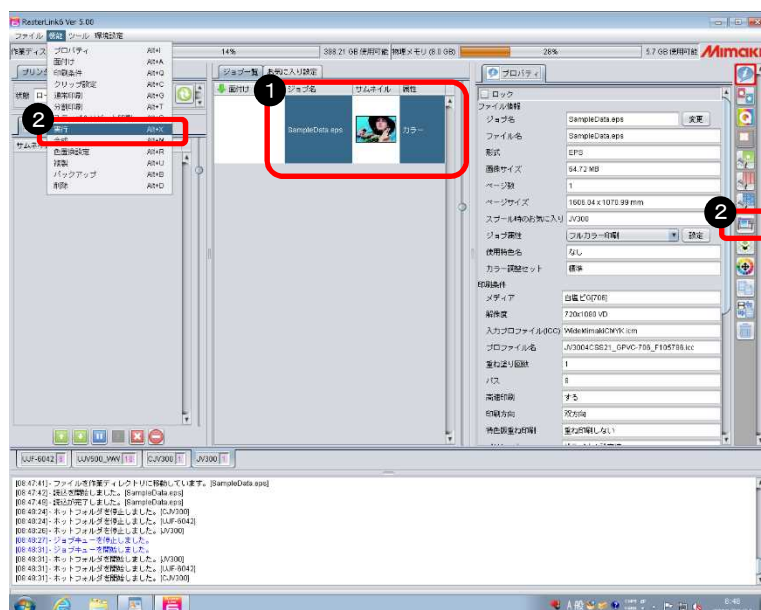 RasterLink6 Ver 5.00
ファイル 機能 ツール 環境設定
14%
398.21 GB 使用可能
物理メモリ (8.0 GB)
28%
5.7 GB 使用可能
Mimaki
プロパティ Alt+I
面付け Alt+A
印刷条件 Alt+Q
クリップ設定 Alt+C
通常印刷 Alt+G
分割印刷 Alt+T
実行 Alt+X
色置換設定 Alt+R
複製 Alt+U
バックアップ Alt+B
削除 Alt+D
状態
2
ジョブ一覧 お気に入り設定
面付け
1
ジョブ名 サムネイル 属性
SampleData.eps カラー
プロパティ
ロック
ファイル情報
ジョブ名 SampleData.eps 変更
ファイル名 SampleData.eps
形式 EPS
画像サイズ 54.72 MB
ページ数 1
ページサイズ 1606.04 x 1070.99 mm
2
スプール時のお気に入り JV300
ジョブ属性 フルカラー印刷 設定
使用特色名 なし
カラー調整セット 標準
印刷条件
メディア 白塩ビG[706]
解像度 720x1080 VD
入力プロファイル(ICC) WideMimakiCMYK.icm
プロファイル名 JV3004CSS21_GPVC-706_F105706.icc
重ね塗り回数 1
パス 8
高速印刷 する
印刷方向 双方向
特色版重ね印刷 重ね印刷しない
UJF-6042 UJV500_WW CJV300 JV300
[08:47:41]- ファイルを作業ディレクトリに移動しています。[SampleData.eps]
[08:47:42]- 読込を開始しました。[SampleData.eps]
[08:47:49]- 読込が完了しました。[SampleData.eps]
[08:48:24]- ホットフォルダを停止しました。[CJV300]
[08:48:24]- ホットフォルダを停止しました。[UJF-6042]
[08:48:26]- ホットフォルダを停止しました。[JV300]
[08:48:27]- ジョブキューを停止しました。
[08:48:31]- ジョブキューを開始しました。
[08:48:31]- ホットフォルダを開始しました。[JV300]
[08:48:31]- ホットフォルダを開始しました。[UJF-6042]
[08:48:31]- ホットフォルダを開始しました。[CJV300]
A 般
8:48